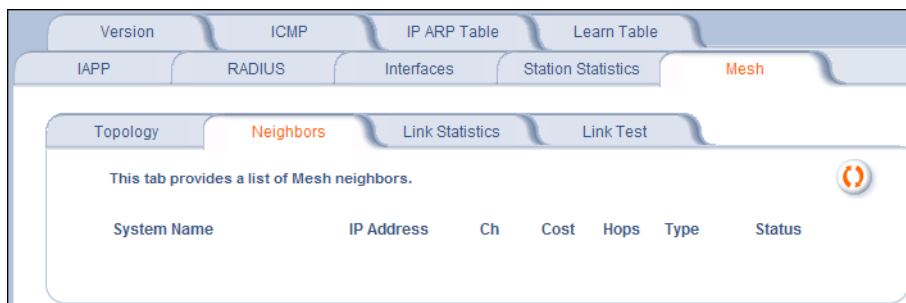 Version ICMP IP ARP Table Learn Table
IAPP RADIUS Interfaces Station Statistics Mesh
Topology Neighbors Link Statistics Link Test
This tab provides a list of Mesh neighbors.
System Name IP Address Ch Cost Hops Type Status